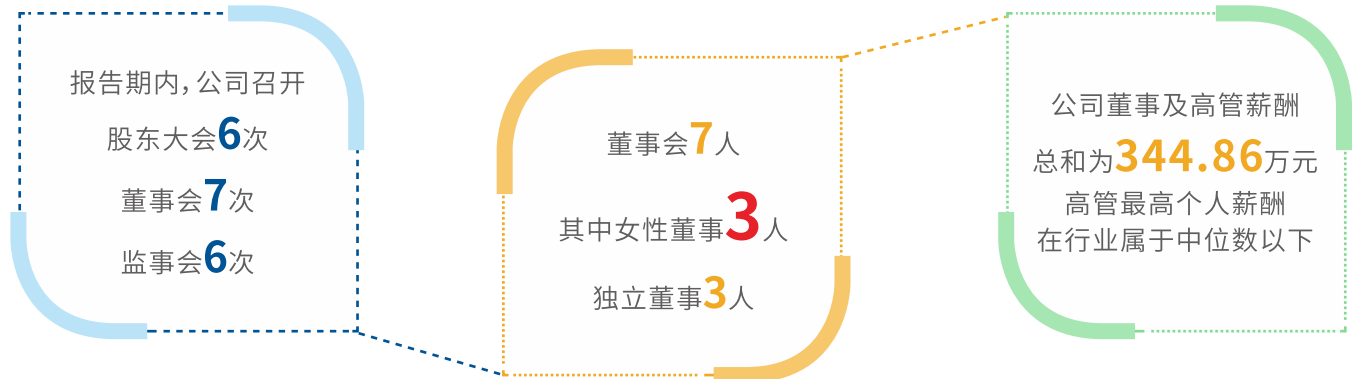 报告期内，公司召开
股东大会6次
董事会7次
监事会6次
董事会7人
其中女性董事3人
独立董事3人
公司董事及高管薪酬
总和为344.86万元
高管最高个人薪酬
在行业属于中位数以下